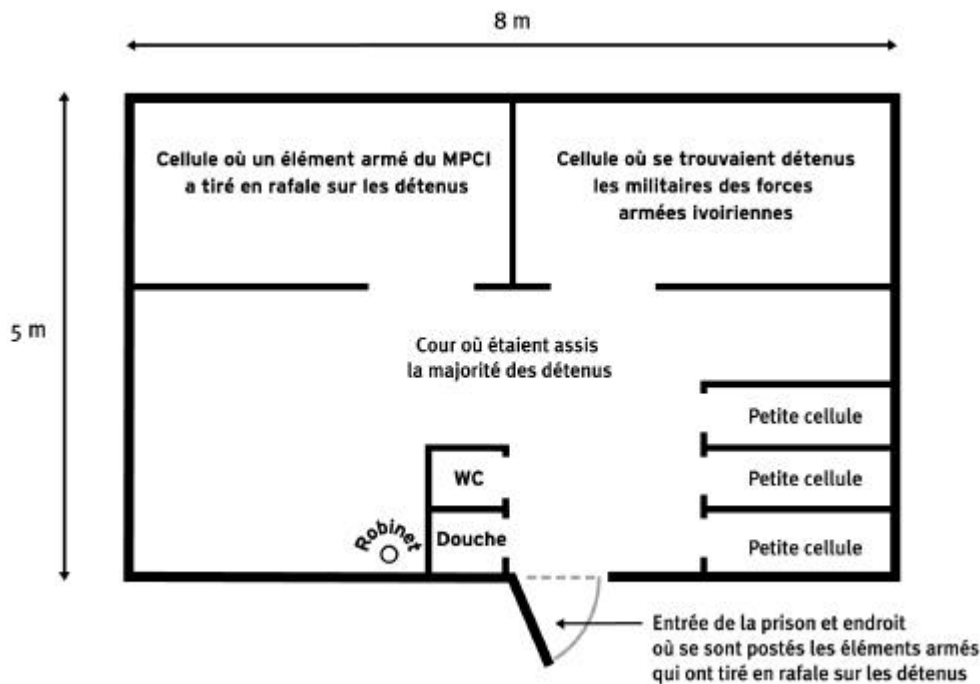 8 m
5 m
Cellule où un élément armé du MPCI
a tiré en rafale sur les détenus
Cellule où se trouvaient détenus
les militaires des forces
armées ivoiriennes
Cour où étaient assis
la majorité des détenus
Petite cellule
Petite cellule
Petite cellule
WC
Douche
Robinet
Entrée de la prison et endroit
où se sont postés les éléments armés
qui ont tiré en rafale sur les détenus